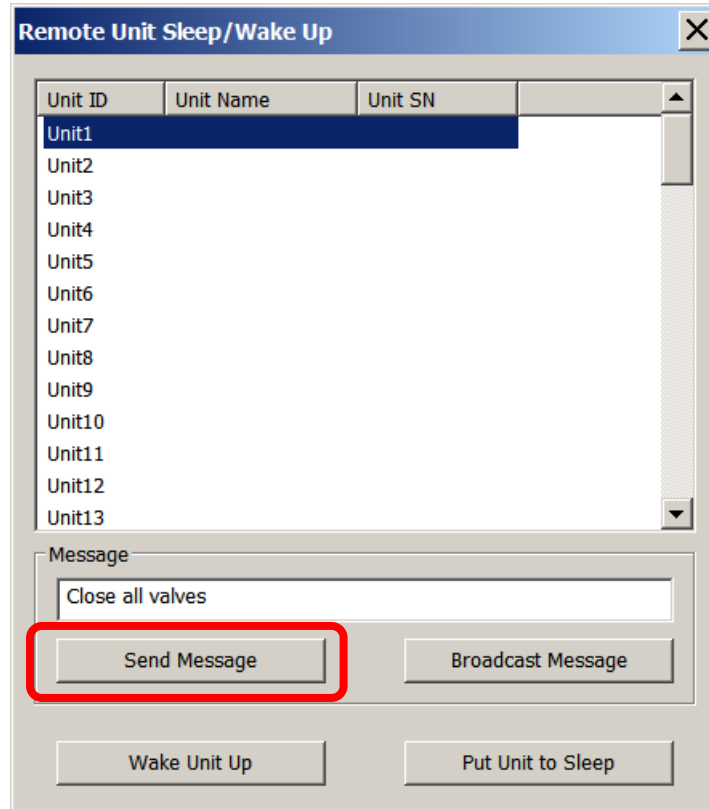 Remote Unit Sleep/Wake Up
Unit ID Unit Name Unit SN
Unit1
Unit2
Unit3
Unit4
Unit5
Unit6
Unit7
Unit8
Unit9
Unit10
Unit11
Unit12
Unit13
Message
Close all valves
Send Message Broadcast Message
Wake Unit Up Put Unit to Sleep